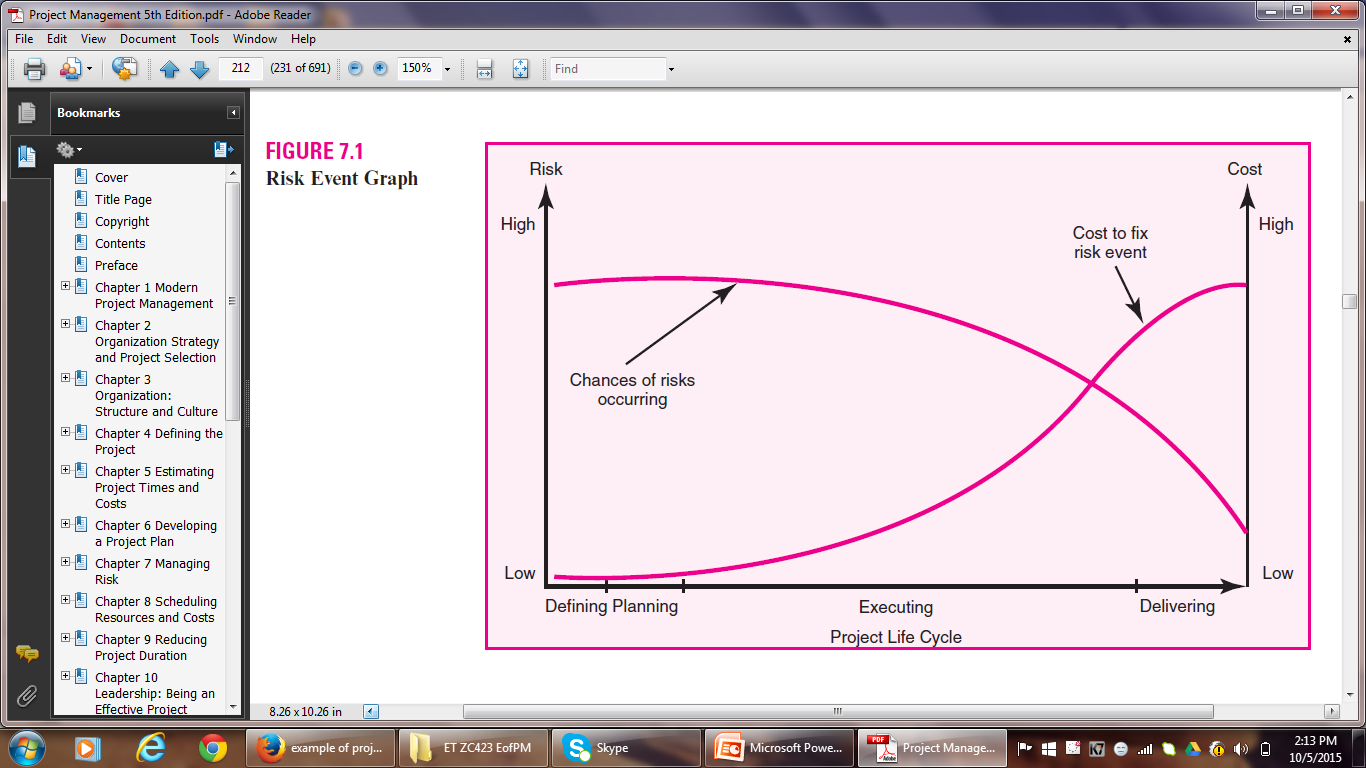 Project Management 5th Edition.pdf - Adobe Reader
File Edit View Document Tools Window Help
212 (231 of 691) 150% Find
Bookmarks
Cover
Title Page
Copyright
Contents
Preface
Chapter 1 Modern
Project Management
Chapter 2
Organization Strategy
and Project Selection
Chapter 3
Organization:
Structure and Culture
Chapter 4 Defining the
Project
Chapter 5 Estimating
Project Times and
Costs
Chapter 6 Developing
a Project Plan
Chapter 7 Managing
Risk
Chapter 8 Scheduling
Resources and Costs
Chapter 9 Reducing
Project Duration
Chapter 10
Leadership: Being an
Effective Project
FIGURE 7.1
Risk Event Graph
Risk
Cost
High
High
Cost to fix
risk event
Chances of risks
occurring
Low
Low
Defining Planning Executing Delivering
Project Life Cycle
8.26 x 10.26 in
example of proj...
ET ZC423 EofPM
Skype
Microsoft Powe...
PDF
Adobe
Project Manage...
2:13 PM
10/5/2015